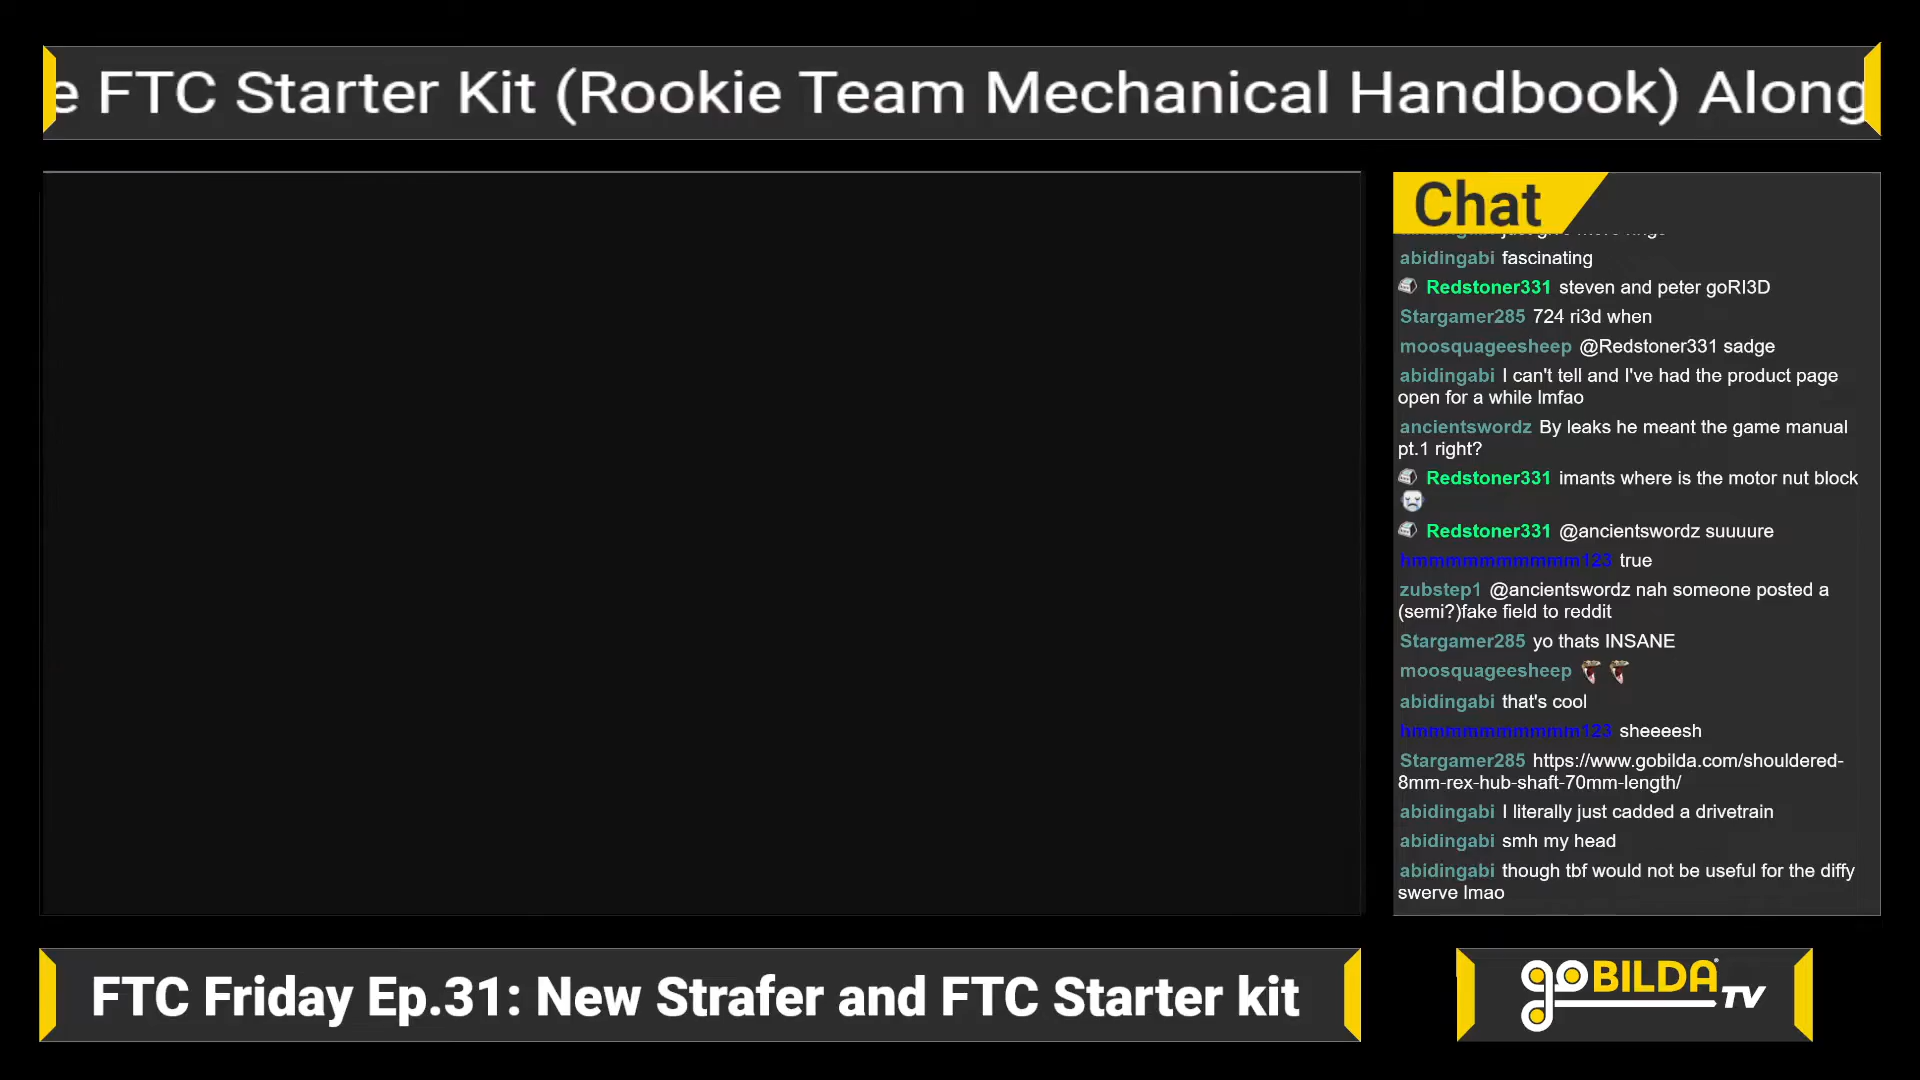 e FTC Starter Kit (Rookie Team Mechanical Handbook) Along
Chat
abidingabi fascinating
Redstoner331 steven and peter goRI3D
Stargamer285 724 ri3d when
moosquageesheep @Redstoner331 sadge
abidingabi I can't tell and I've had the product page
open for a while lmfao
ancientswordz By leaks he meant the game manual
pt.1 right?
Redstoner331 imants where is the motor nut block
Redstoner331 @ancientswordz suuuure
hmmmmmmmmmm123 true
zubstep1 @ancientswordz nah someone posted a
(semi?)fake field to reddit
Stargamer285 yo thats INSANE
moosquageesheep
abidingabi that's cool
hmmmmmmmmmm123 sheeeesh
Stargamer285 https://www.gobilda.com/shouldered-
8mm-rex-hub-shaft-70mm-length/
abidingabi I literally just cadded a drivetrain
abidingabi smh my head
abidingabi though tbf would not be useful for the diffy
swerve lmao
FTC Friday Ep.31: New Strafer and FTC Starter kit
goBILDA TV